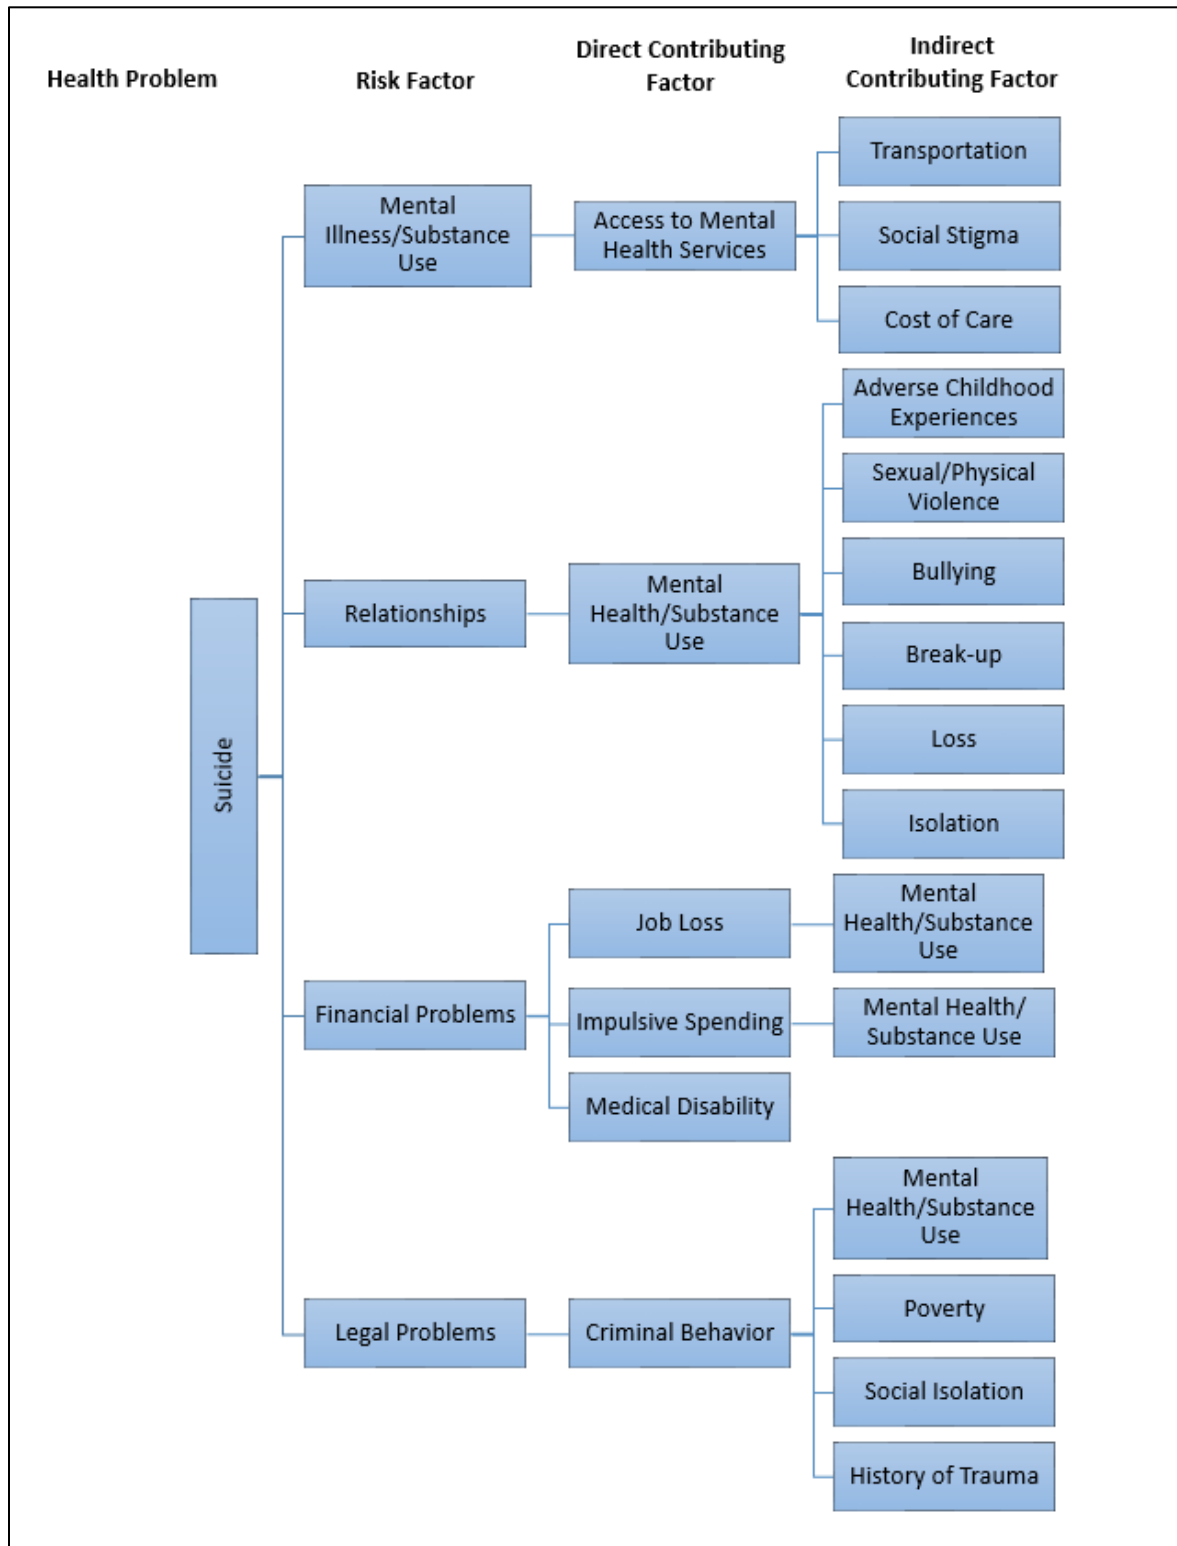 Health Problem
Risk Factor
Direct Contributing
Factor
Indirect
Contributing Factor
Suicide
Mental
Illness/Substance
Use
Access to Mental
Health Services
Transportation
Social Stigma
Cost of Care
Relationships
Mental
Health/Substance
Use
Adverse Childhood
Experiences
Sexual/Physical
Violence
Bullying
Break-up
Loss
Isolation
Financial Problems
Job Loss
Mental
Health/Substance
Use
Impulsive Spending
Mental Health/
Substance Use
Medical Disability
Legal Problems
Criminal Behavior
Mental
Health/Substance
Use
Poverty
Social Isolation
History of Trauma